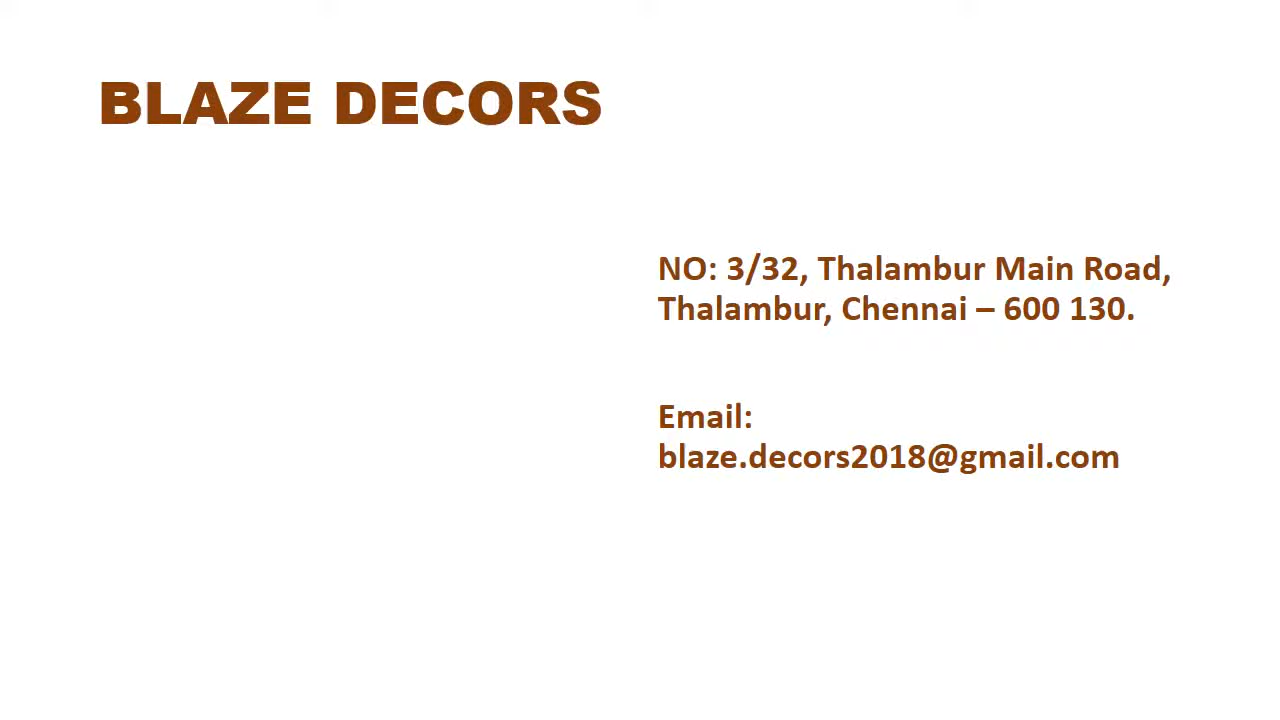 BLAZE DECORS
NO: 3/32, Thalambur Main Road,
Thalambur, Chennai – 600 130.
Email:
blaze.decors2018@gmail.com